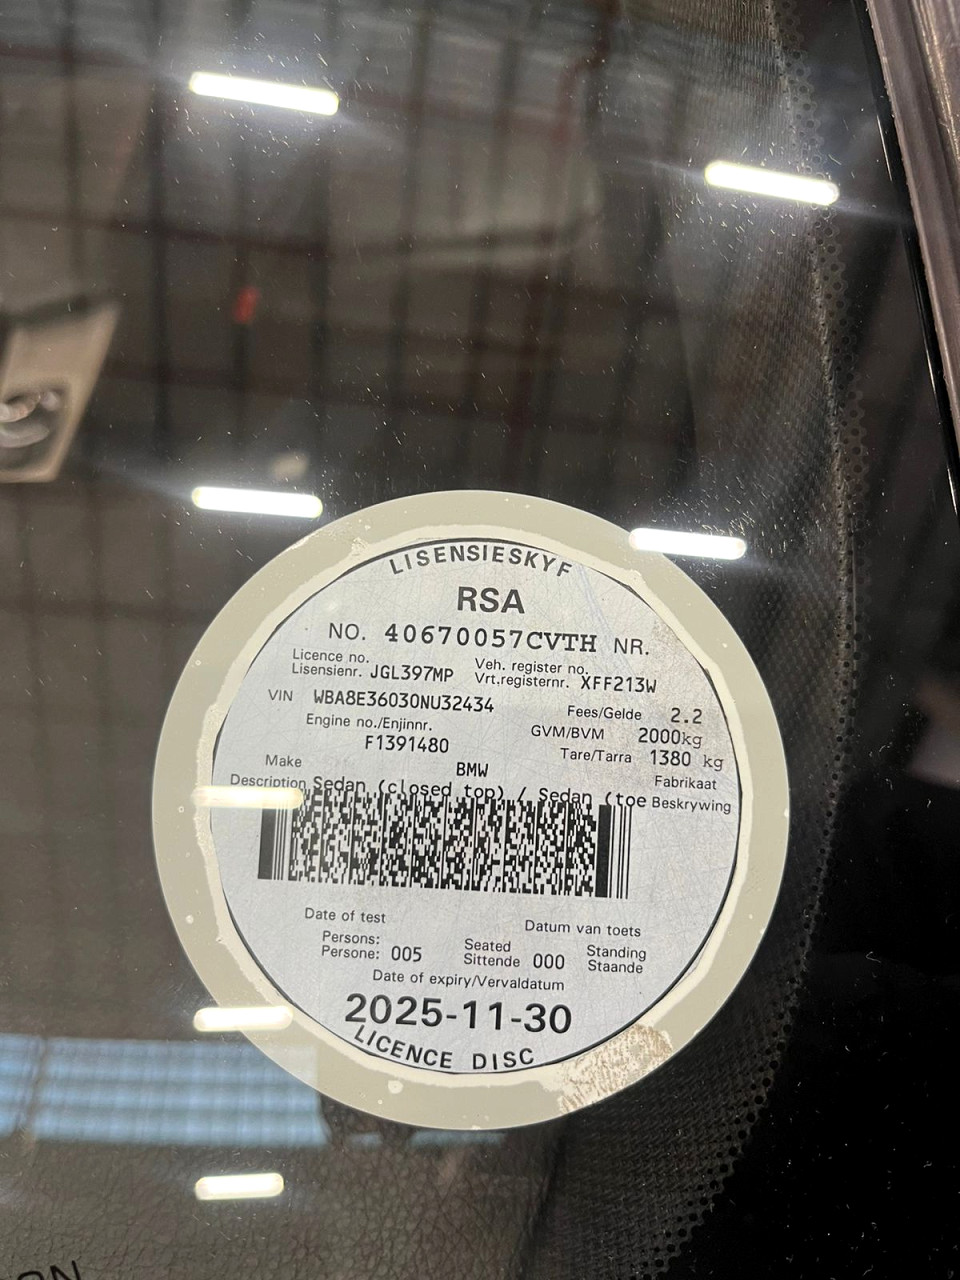 LISENSIESKYF
RSA
NO. 40670057CVTH NR.
Licence no.
Lisensienr. JGL397MP
Veh. register no.
Vrt.registernr. XFF213W
VIN WBA8E36030NU32434
Fees/Gelde 2.2
Engine no./Enjinnr.
F1391480
GVM/BVM 2000kg
Tare/Tarra 1380 kg
Make BMW Fabrikaat
Description Sedan (closed top) / Sedan (toe Beskrywing
Date of test Datum van toets
Persons:
Persone: 005
Seated
Sittende 000
Standing
Staande
Date of expiry/Vervaldatum
2025-11-30
LICENCE DISC